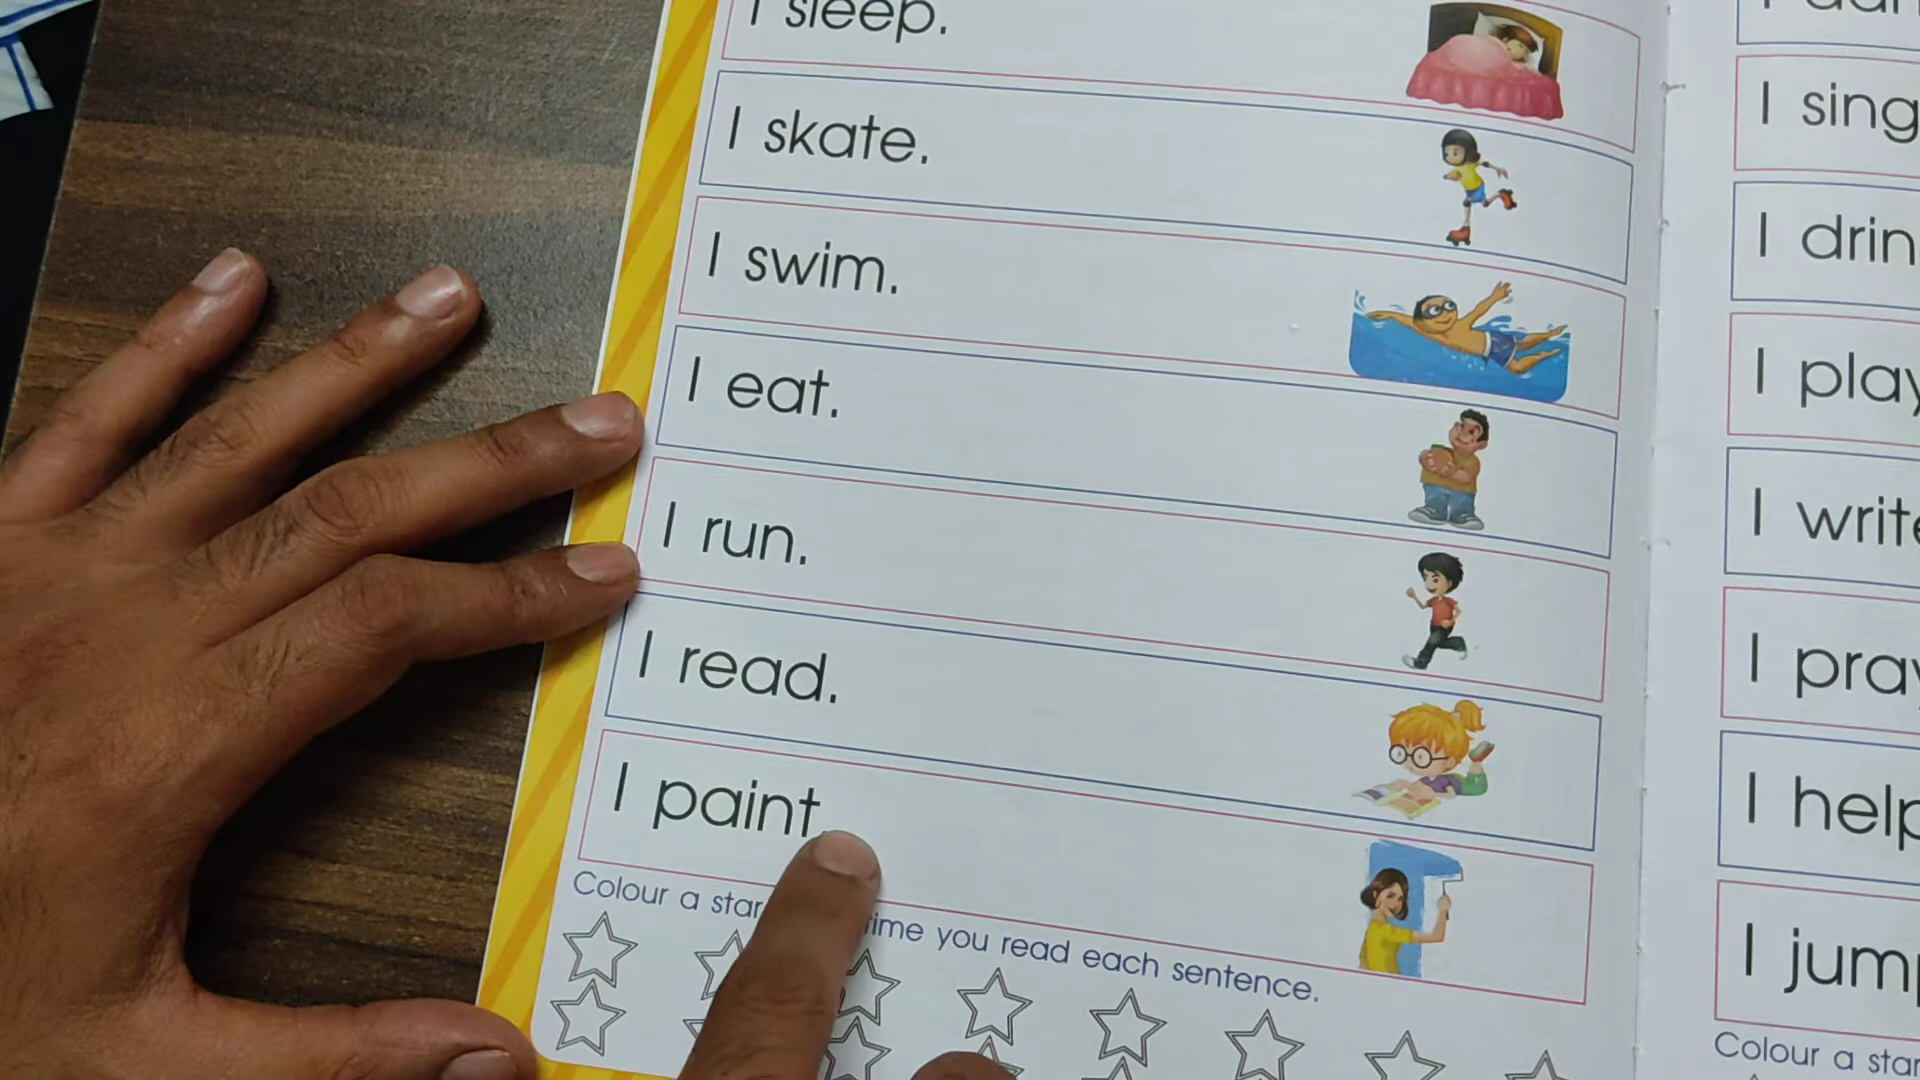 I sleep.
I skate.
I swim.
I eat.
I run.
I read.
I paint.
Colour a star time you read each sentence.
I sing
I
I play
I write
I pray
I help
I jump
Colour a star